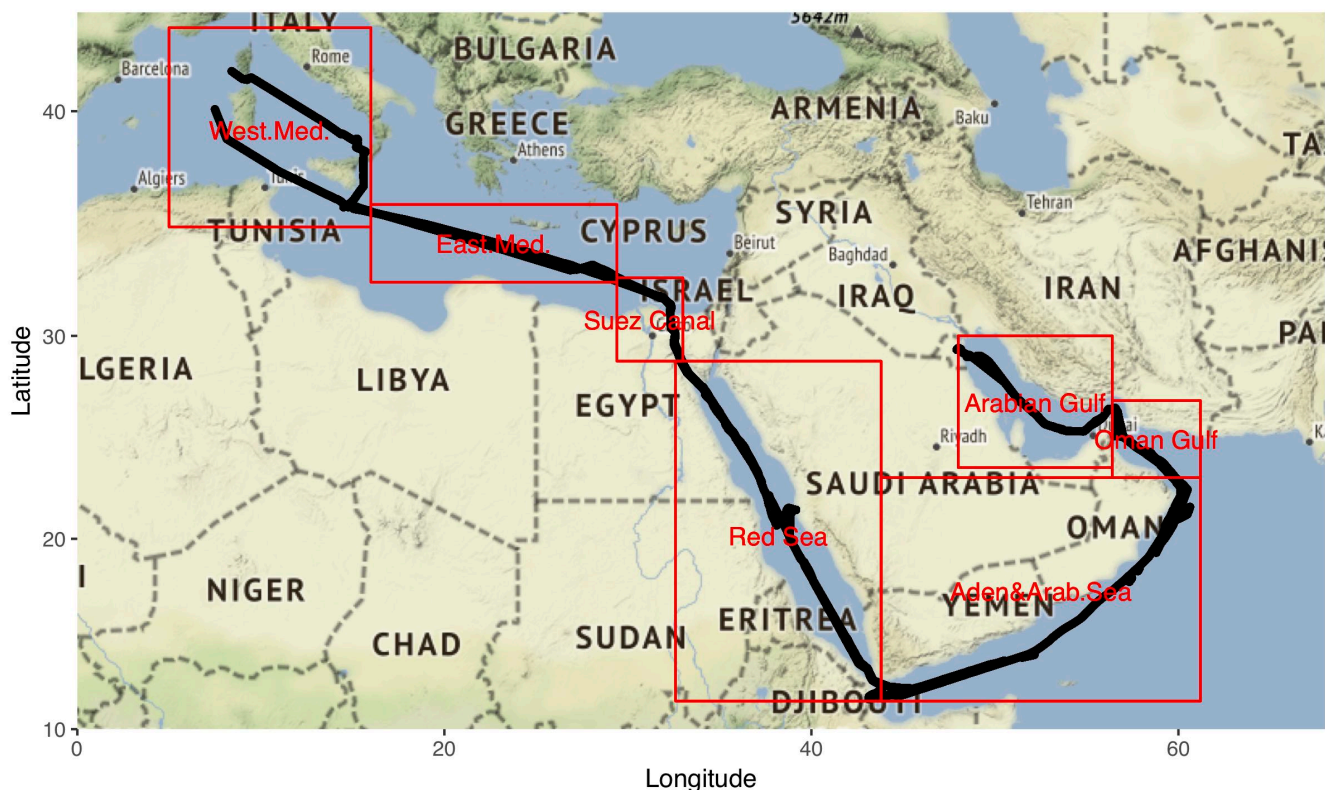 ITALY
5642m
BULGARIA
Rome
Barcelona
40
ARMENIA
Baku
GREECE
West.Med.
Athens
TA
Algiers
Tunis
Tehran
SYRIA
TUNISIA
CYPRUS
East.Med.
Beirut
Baghdad
AFGHANIS
ISRAEL
IRAQ
IRAN
Suez Canal
30
PA
LGERIA
LIBYA
EGYPT
Arabian Gulf
Riyadh
Oman Gulf
K
SAUDI ARABIA
OMAN
20
Red Sea
I
NIGER
Aden&Arab.Sea
YEMEN
ERITREA
SUDAN
CHAD
DJIBOUTI
10
0
20
40
60
Longitude
Latitude